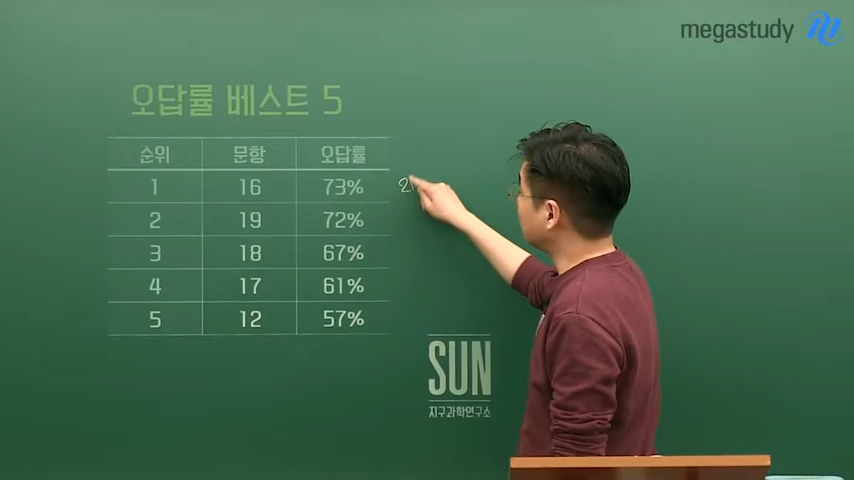 megastudy
오답률 베스트 5
순위 문항 오답률
1 16 73%
2 19 72%
3 18 67%
4 17 61%
5 12 57%
2
SUN
지구과학연구소